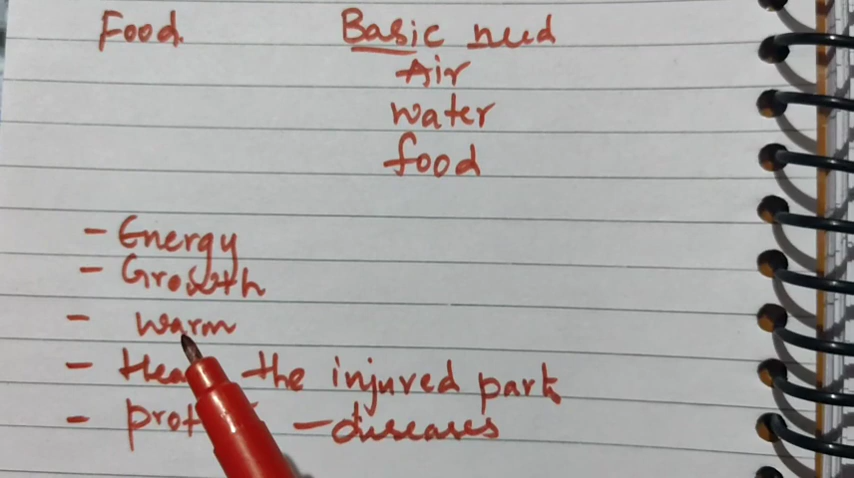 Food. Basic need
Air
water
food
- Energy
- Growth
- warm
- the injured part
- - diseases